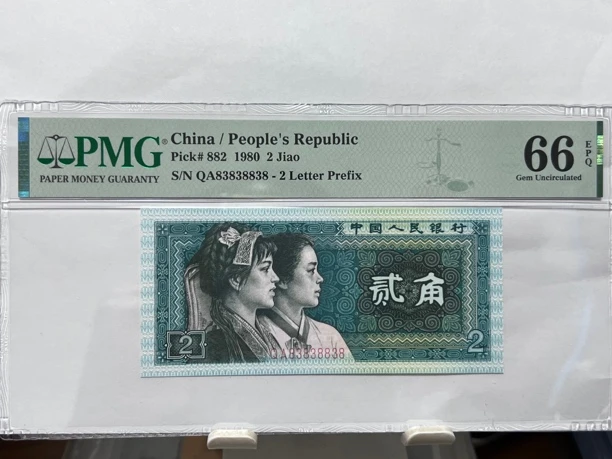 PMG
PAPER MONEY GUARANTY
China / People's Republic
Pick# 882 1980 2 Jiao
S/N QA83838838 - 2 Letter Prefix
66 EPQ
Gem Uncirculated
中国人民银行
贰角
2
QA83838838
2